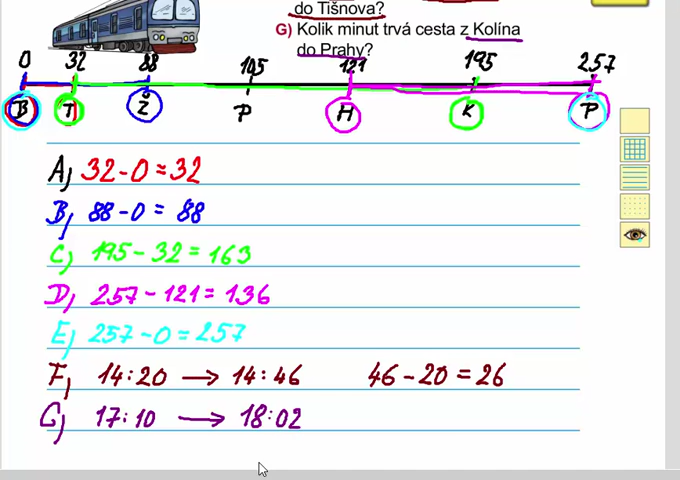 do Tišnova?
G) Kolik minut trvá cesta z Kolína
do Prahy?
0 32 88 105 121 195 257
B T Ž P H K P
A) 32-0=32
B) 88-0= 88
C) 195-32=163
D) 257-121=136
E) 257-0=257
F) 14:20 → 14:46 46-20=26
G) 17:10 → 18:02